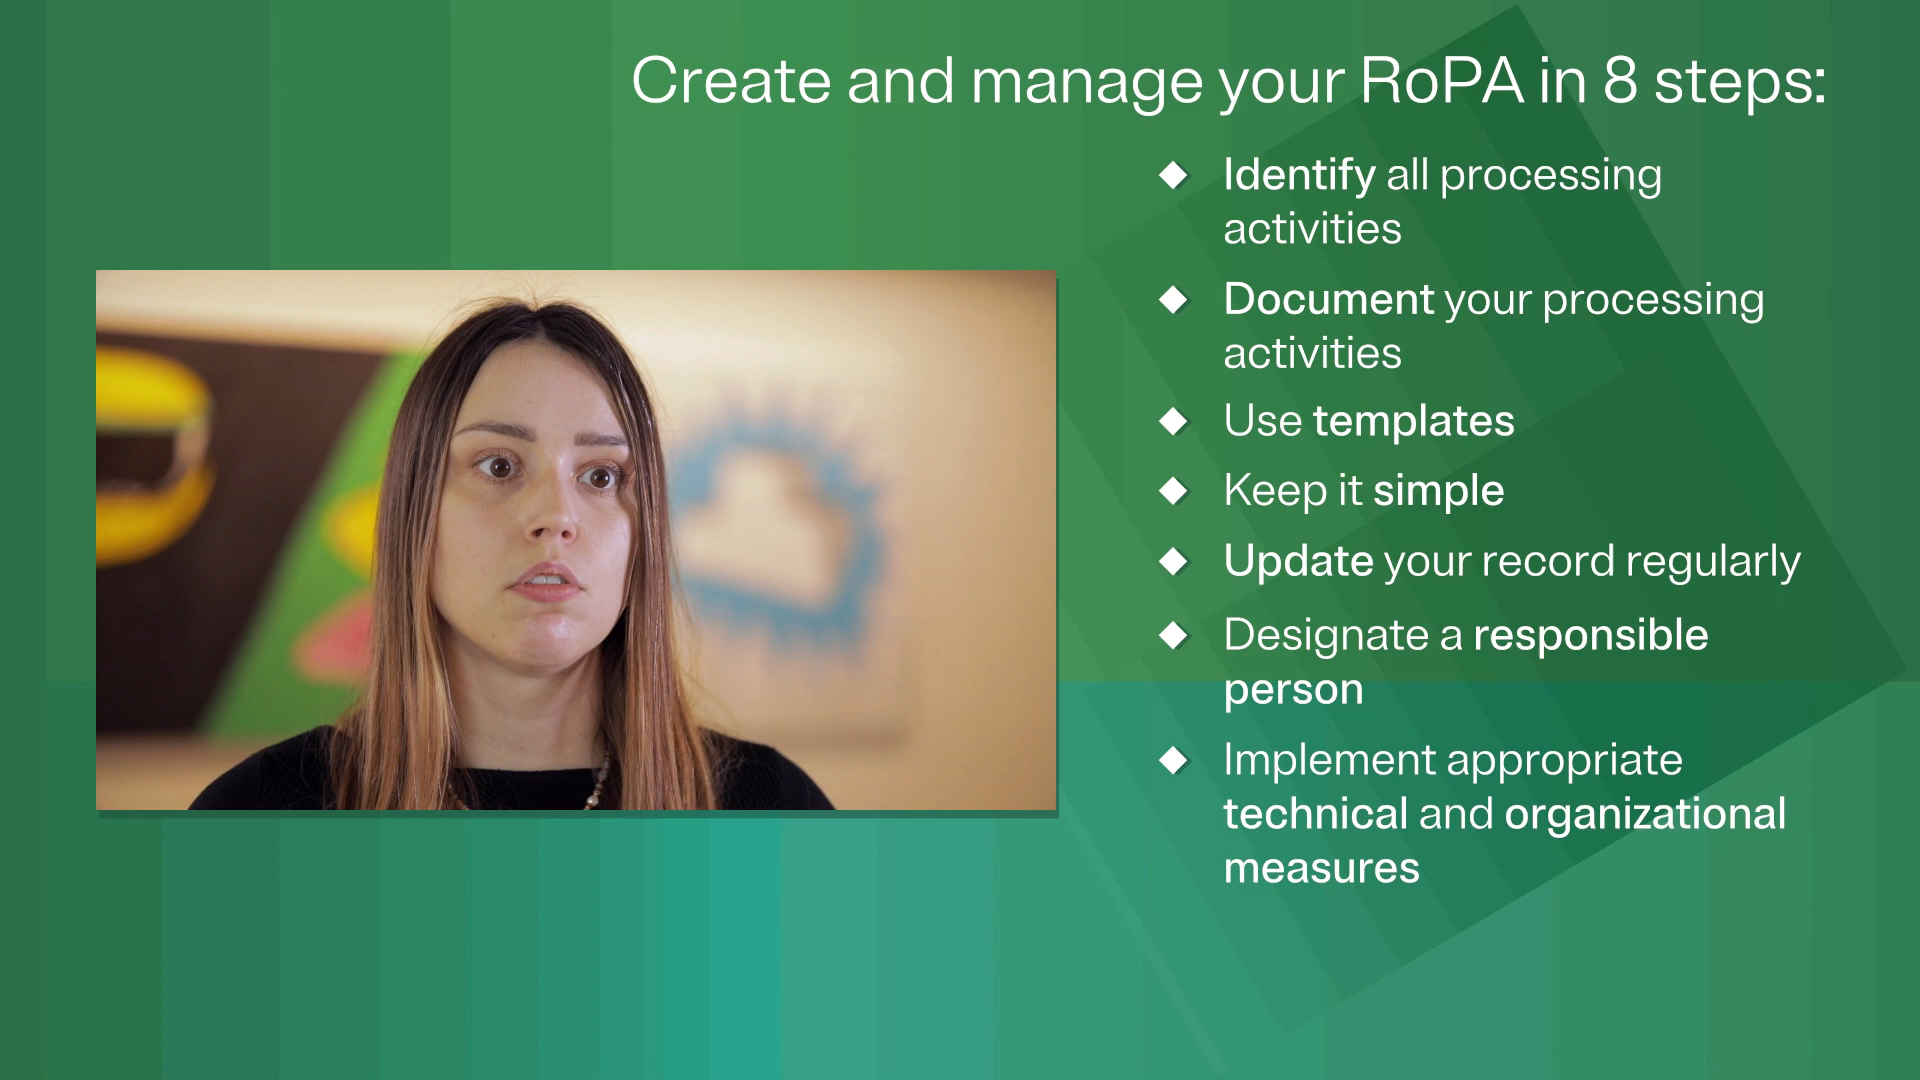 Create and manage your RoPA in 8 steps:
Identify all processing
activities
Document your processing
activities
Use templates
Keep it simple
Update your record regularly
Designate a responsible
person
Implement appropriate
technical and organizational
measures